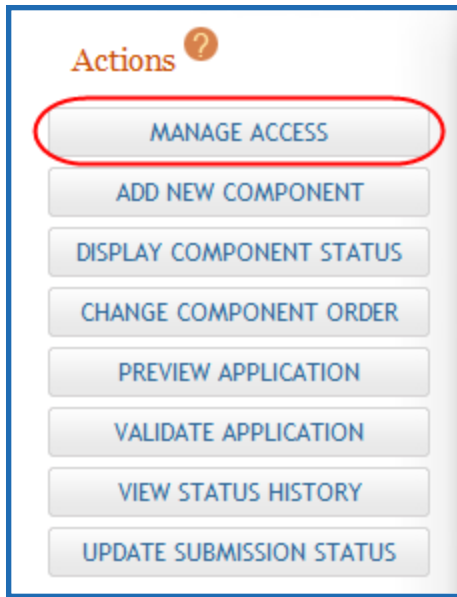 Actions ?
MANAGE ACCESS
ADD NEW COMPONENT
DISPLAY COMPONENT STATUS
CHANGE COMPONENT ORDER
PREVIEW APPLICATION
VALIDATE APPLICATION
VIEW STATUS HISTORY
UPDATE SUBMISSION STATUS